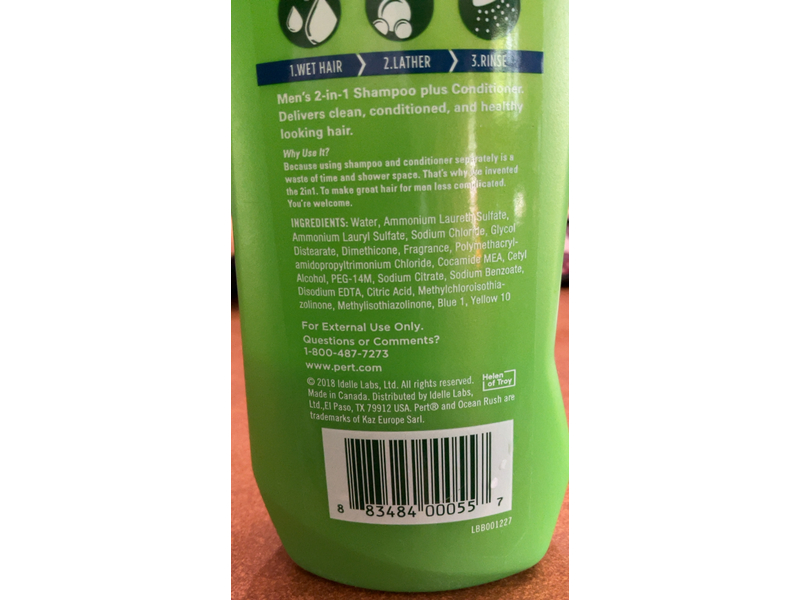 1.WET HAIR
2.LATHER
3.RINSE
Men's 2-in-1 Shampoo plus Conditioner.
Delivers clean, conditioned, and healthy
looking hair.
Why Use It?
Because using shampoo and conditioner separately is a
waste of time and shower space. That's why we invented
the 2in1. To make great hair for men less complicated.
You're welcome.
INGREDIENTS: Water, Ammonium Laureth Sulfate,
Ammonium Lauryl Sulfate, Sodium Chloride, Glycol
Distearate, Dimethicone, Fragrance, Polymethacryl-
amidopropyltrimonium Chloride, Cocamide MEA, Cetyl
Alcohol, PEG-14M, Sodium Citrate, Sodium Benzoate,
Disodium EDTA, Citric Acid, Methylchloroisothia-
zolinone, Methylisothiazolinone, Blue 1, Yellow 10
For External Use Only.
Questions or Comments?
1-800-487-7273
www.pert.com
© 2018 Idelle Labs, Ltd. All rights reserved.
Made in Canada. Distributed by Idelle Labs,
Ltd.,El Paso, TX 79912 USA. Pert® and Ocean Rush are
trademarks of Kaz Europe Sarl.
Helen
of Troy
8 83484 00055 7
LBB001227